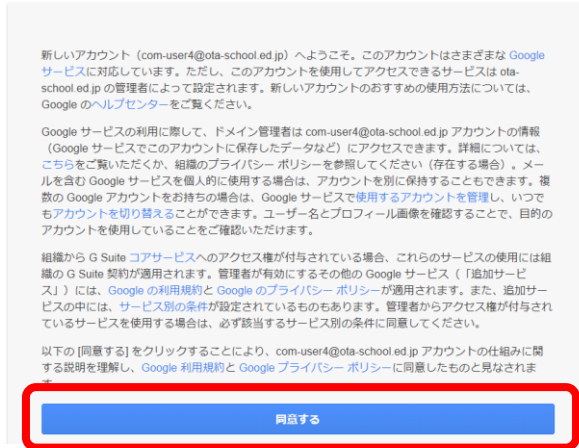 新しいアカウント（com-user4@ota-school.ed.jp）へようこそ。このアカウントはさまざまな Google
サービスに対応しています。ただし、このアカウントを使用してアクセスできるサービスは ota-
school.ed.jp の管理者によって設定されます。新しいアカウントのおすすめの使用方法については、
Google のヘルプセンターをご覧ください。
Google サービスの利用に際して、ドメイン管理者は com-user4@ota-school.ed.jp アカウントの情報
（Google サービスでこのアカウントに保存したデータなど）にアクセスできます。詳細については、
こちらをご覧いただくか、組織のプライバシー ポリシーを参照してください（存在する場合）。メー
ルを含む Google サービスを個人的に使用する場合は、アカウントを別に保持することもできます。複
数の Google アカウントをお持ちの場合は、Google サービスで使用するアカウントを管理し、いつで
もアカウントを切り替えることができます。ユーザー名とプロフィール画像を確認することで、目的の
アカウントを使用していることをご確認いただけます。
組織から G Suite コアサービスへのアクセス権が付与されている場合、これらのサービスの使用には組
織の G Suite 契約が適用されます。管理者が有効にするその他の Google サービス（「追加サービ
ス」）には、Google の利用規約と Google のプライバシー ポリシーが適用されます。また、追加サー
ビスの中には、サービス別の条件が設定されているものもあります。管理者からアクセス権が付与され
ているサービスを使用する場合は、必ず該当するサービス別の条件に同意してください。
以下の [同意する] をクリックすることにより、com-user4@ota-school.ed.jp アカウントの仕組みに関
する説明を理解し、Google 利用規約と Google プライバシー ポリシーに同意したものと見なされま
す。
同意する